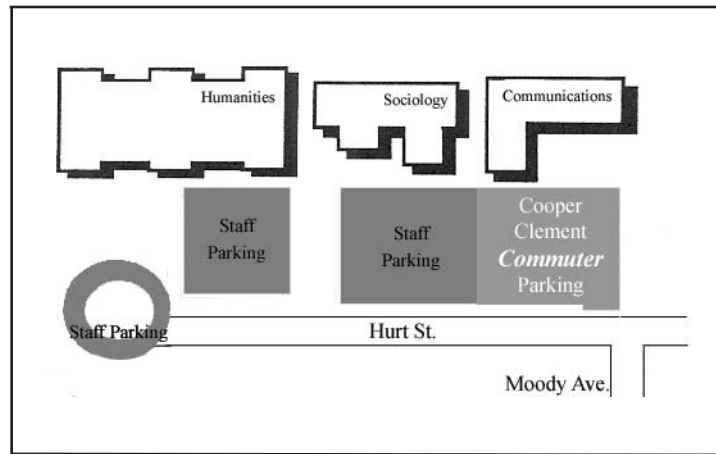 Humanities
Sociology
Communications
Staff
Parking
Staff
Parking
Cooper
Clement
Commuter
Parking
Staff Parking
Hurt St.
Moody Ave.